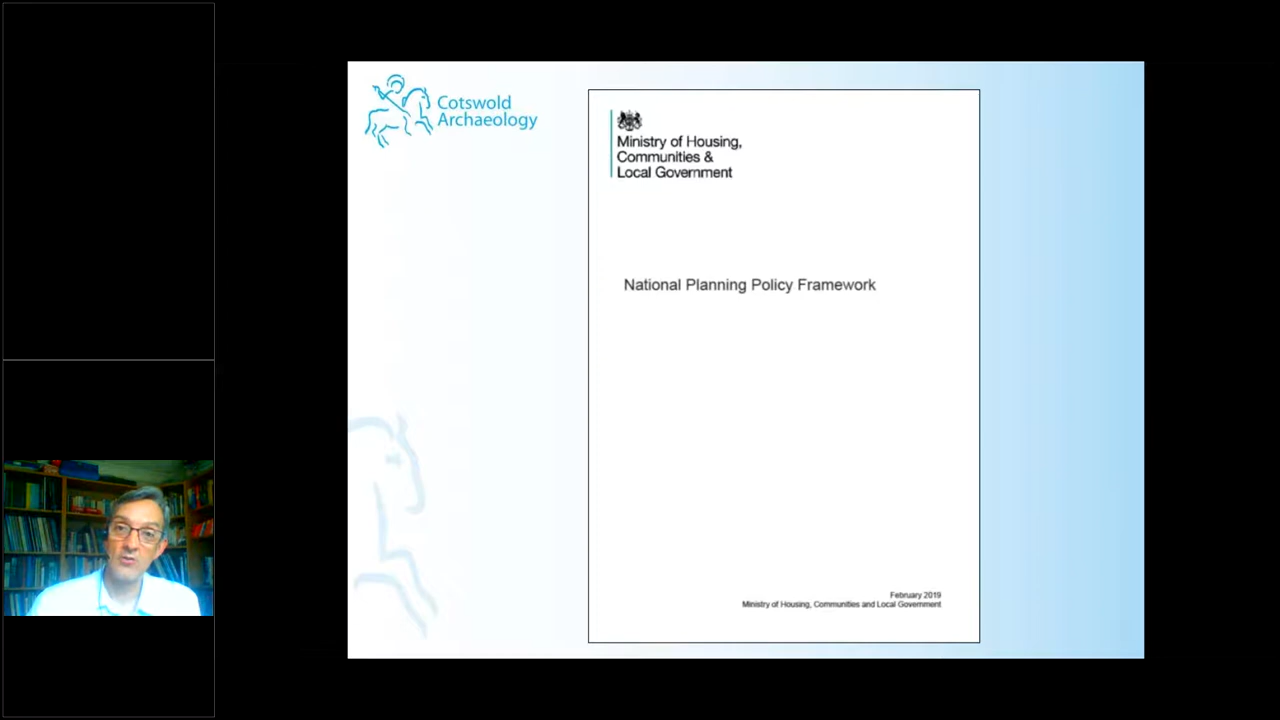 Cotswold
Archaeology
Ministry of Housing,
Communities &
Local Government
National Planning Policy Framework
February 2019
Ministry of Housing, Communities and Local Government